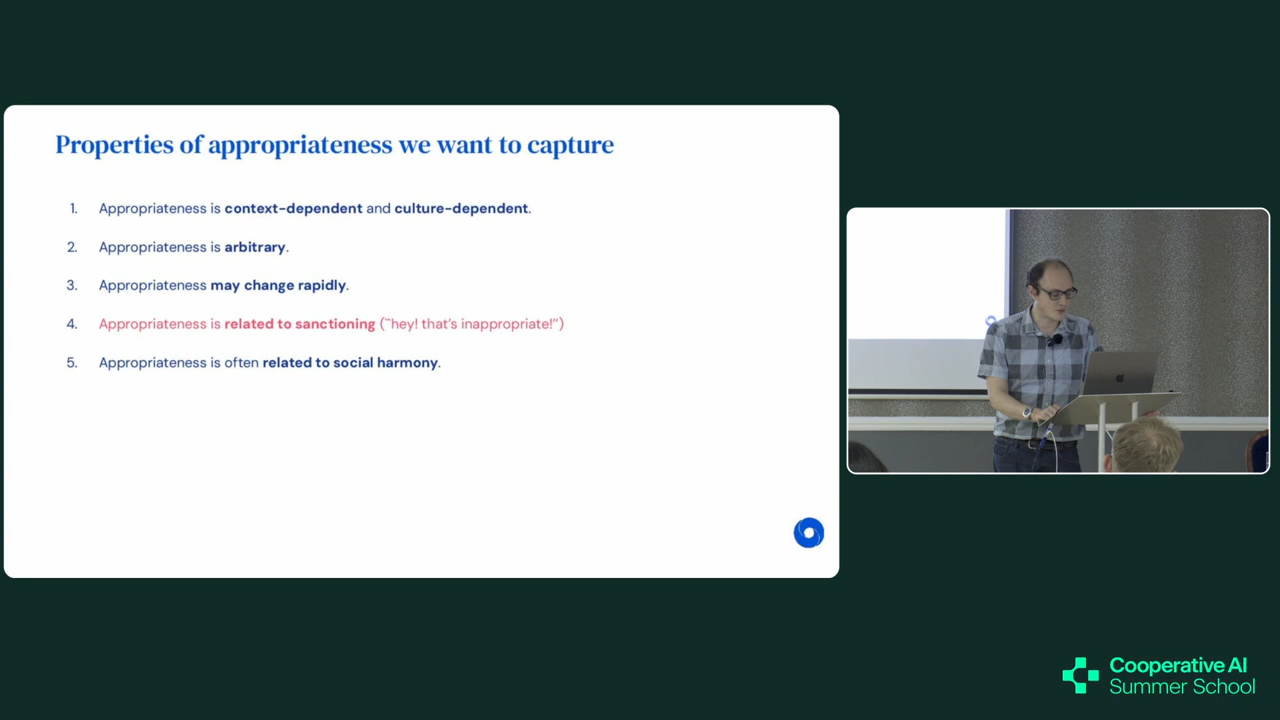 Properties of appropriateness we want to capture
1. Appropriateness is context-dependent and culture-dependent.
2. Appropriateness is arbitrary.
3. Appropriateness may change rapidly.
4. Appropriateness is related to sanctioning ("hey! that's inappropriate!")
5. Appropriateness is often related to social harmony.
Cooperative AI
Summer School